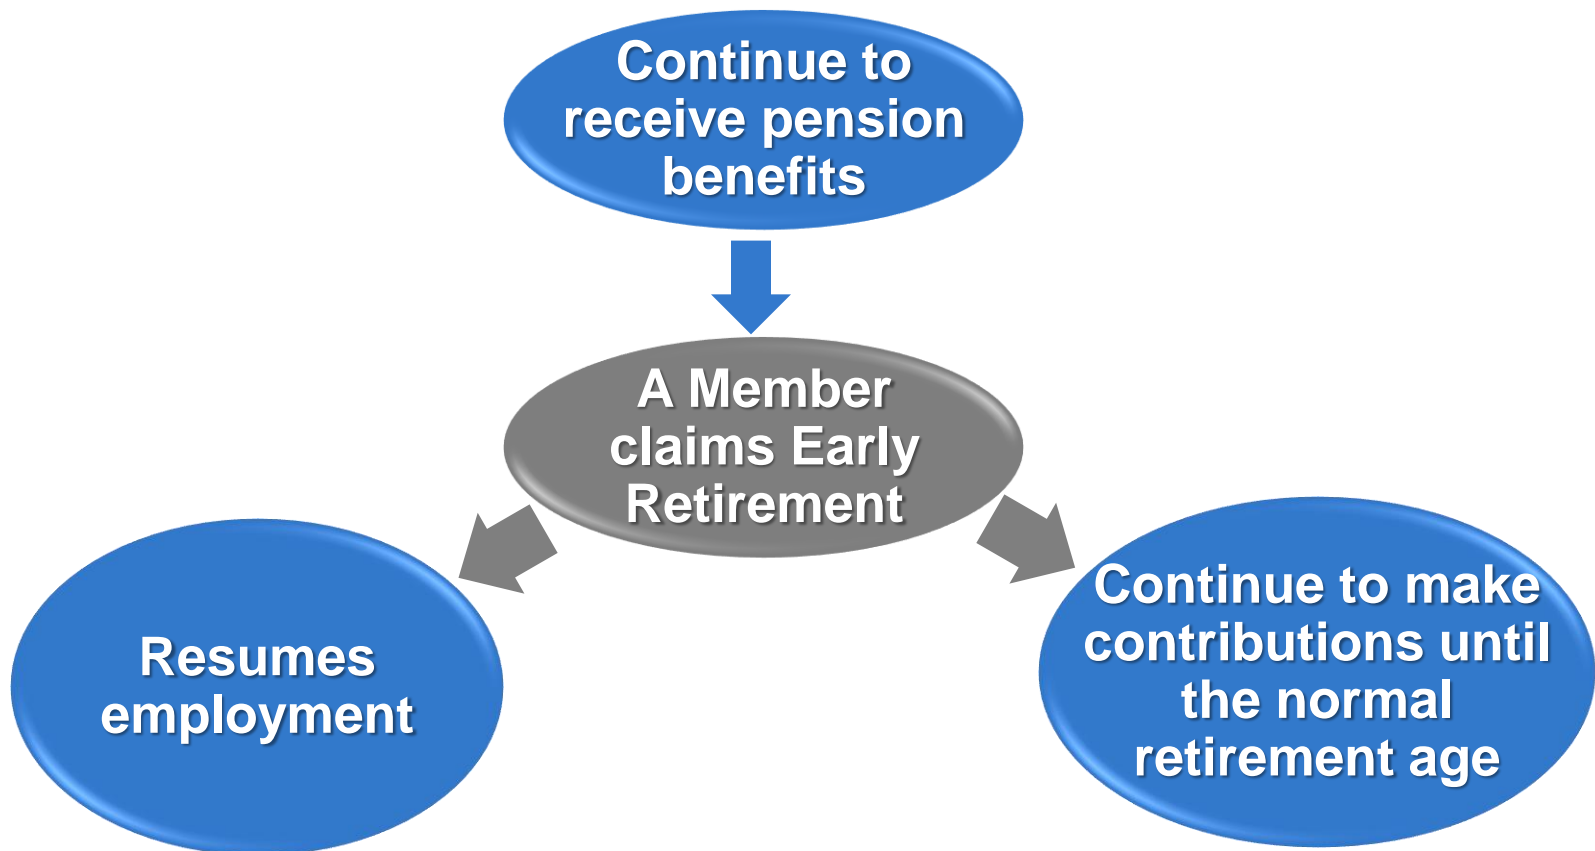 Continue to
receive pension
benefits
A Member
claims Early
Retirement
Resumes
employment
Continue to make
contributions until
the normal
retirement age